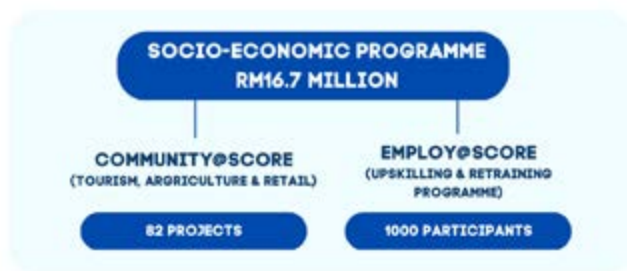 SOCIO-ECONOMIC PROGRAMME
RM16.7 MILLION
COMMUNITY@SCORE
(TOURISM, ARGRICULTURE & RETAIL)
82 PROJECTS
EMPLOY@SCORE
(UPSKILLING & RETRAINING
PROGRAMME)
1000 PARTICIPANTS